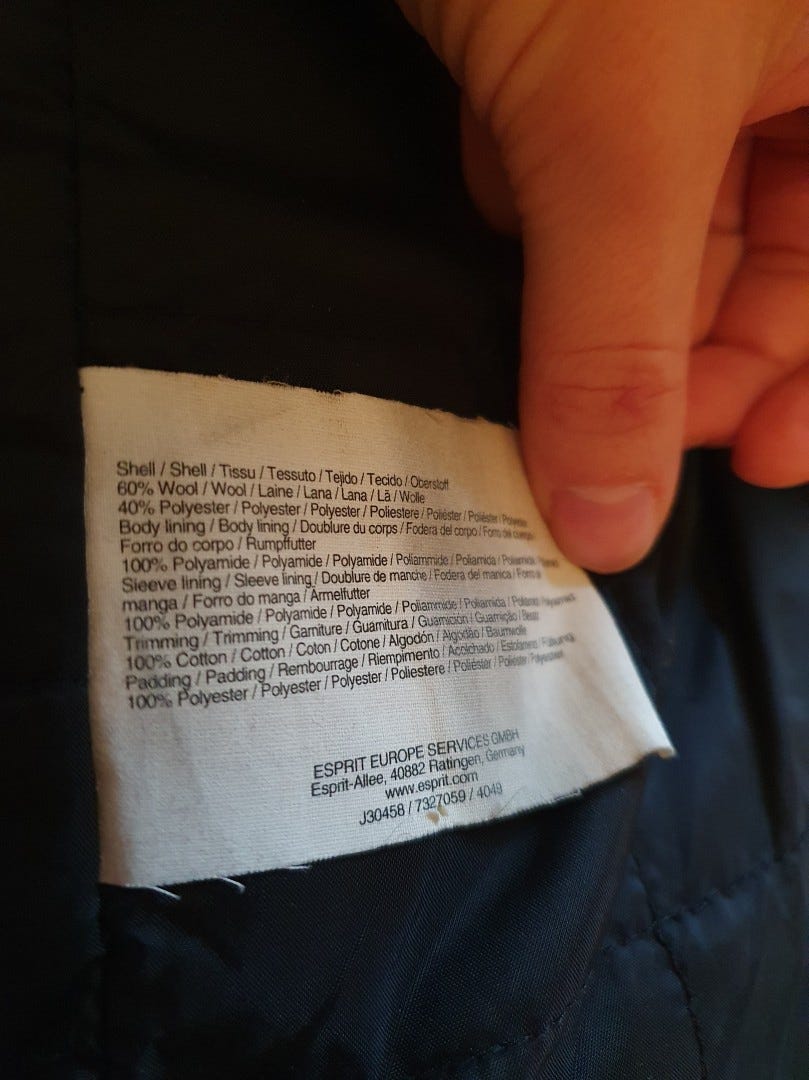 Shell / Shell / Tissu / Tessuto / Tejido / Tecido / Oberstoff
60% Wool / Wool / Laine / Lana / Lana / Lã / Wolle
40% Polyester / Polyester / Polyester / Poliestere / Poliéster / Poliéster / Polyester
Body lining / Body lining / Doublure du corps / Fodera del corpo / Forro del cuerpo
Forro do corpo / Rumpffutter
100% Polyamide / Polyamide / Polyamide / Poliammide / Poliamida / Poliamida /
Sleeve lining / Sleeve lining / Doublure de manche / Fodera del manica / Forro
manga / Forro do manga / Ärmelfutter
100% Polyamide / Polyamide / Polyamide / Poliammide / Poliamida / Poliamida / Polyamid
Trimming / Trimming / Garniture / Guarnitura / Guarnición / Guarnição / Besatz
100% Cotton / Cotton / Coton / Cotone / Algodón / Algodão / Baumwolle
Padding / Padding / Rembourrage / Riempimento / Acolchado / Estofamento / Füllung
100% Polyester / Polyester / Polyester / Poliestere / Poliéster / Poliéster / Polyester
ESPRIT EUROPE SERVICES GMBH
Esprit-Allee, 40882 Ratingen, Germany
www.esprit.com
J30458 / 7327059 / 4049